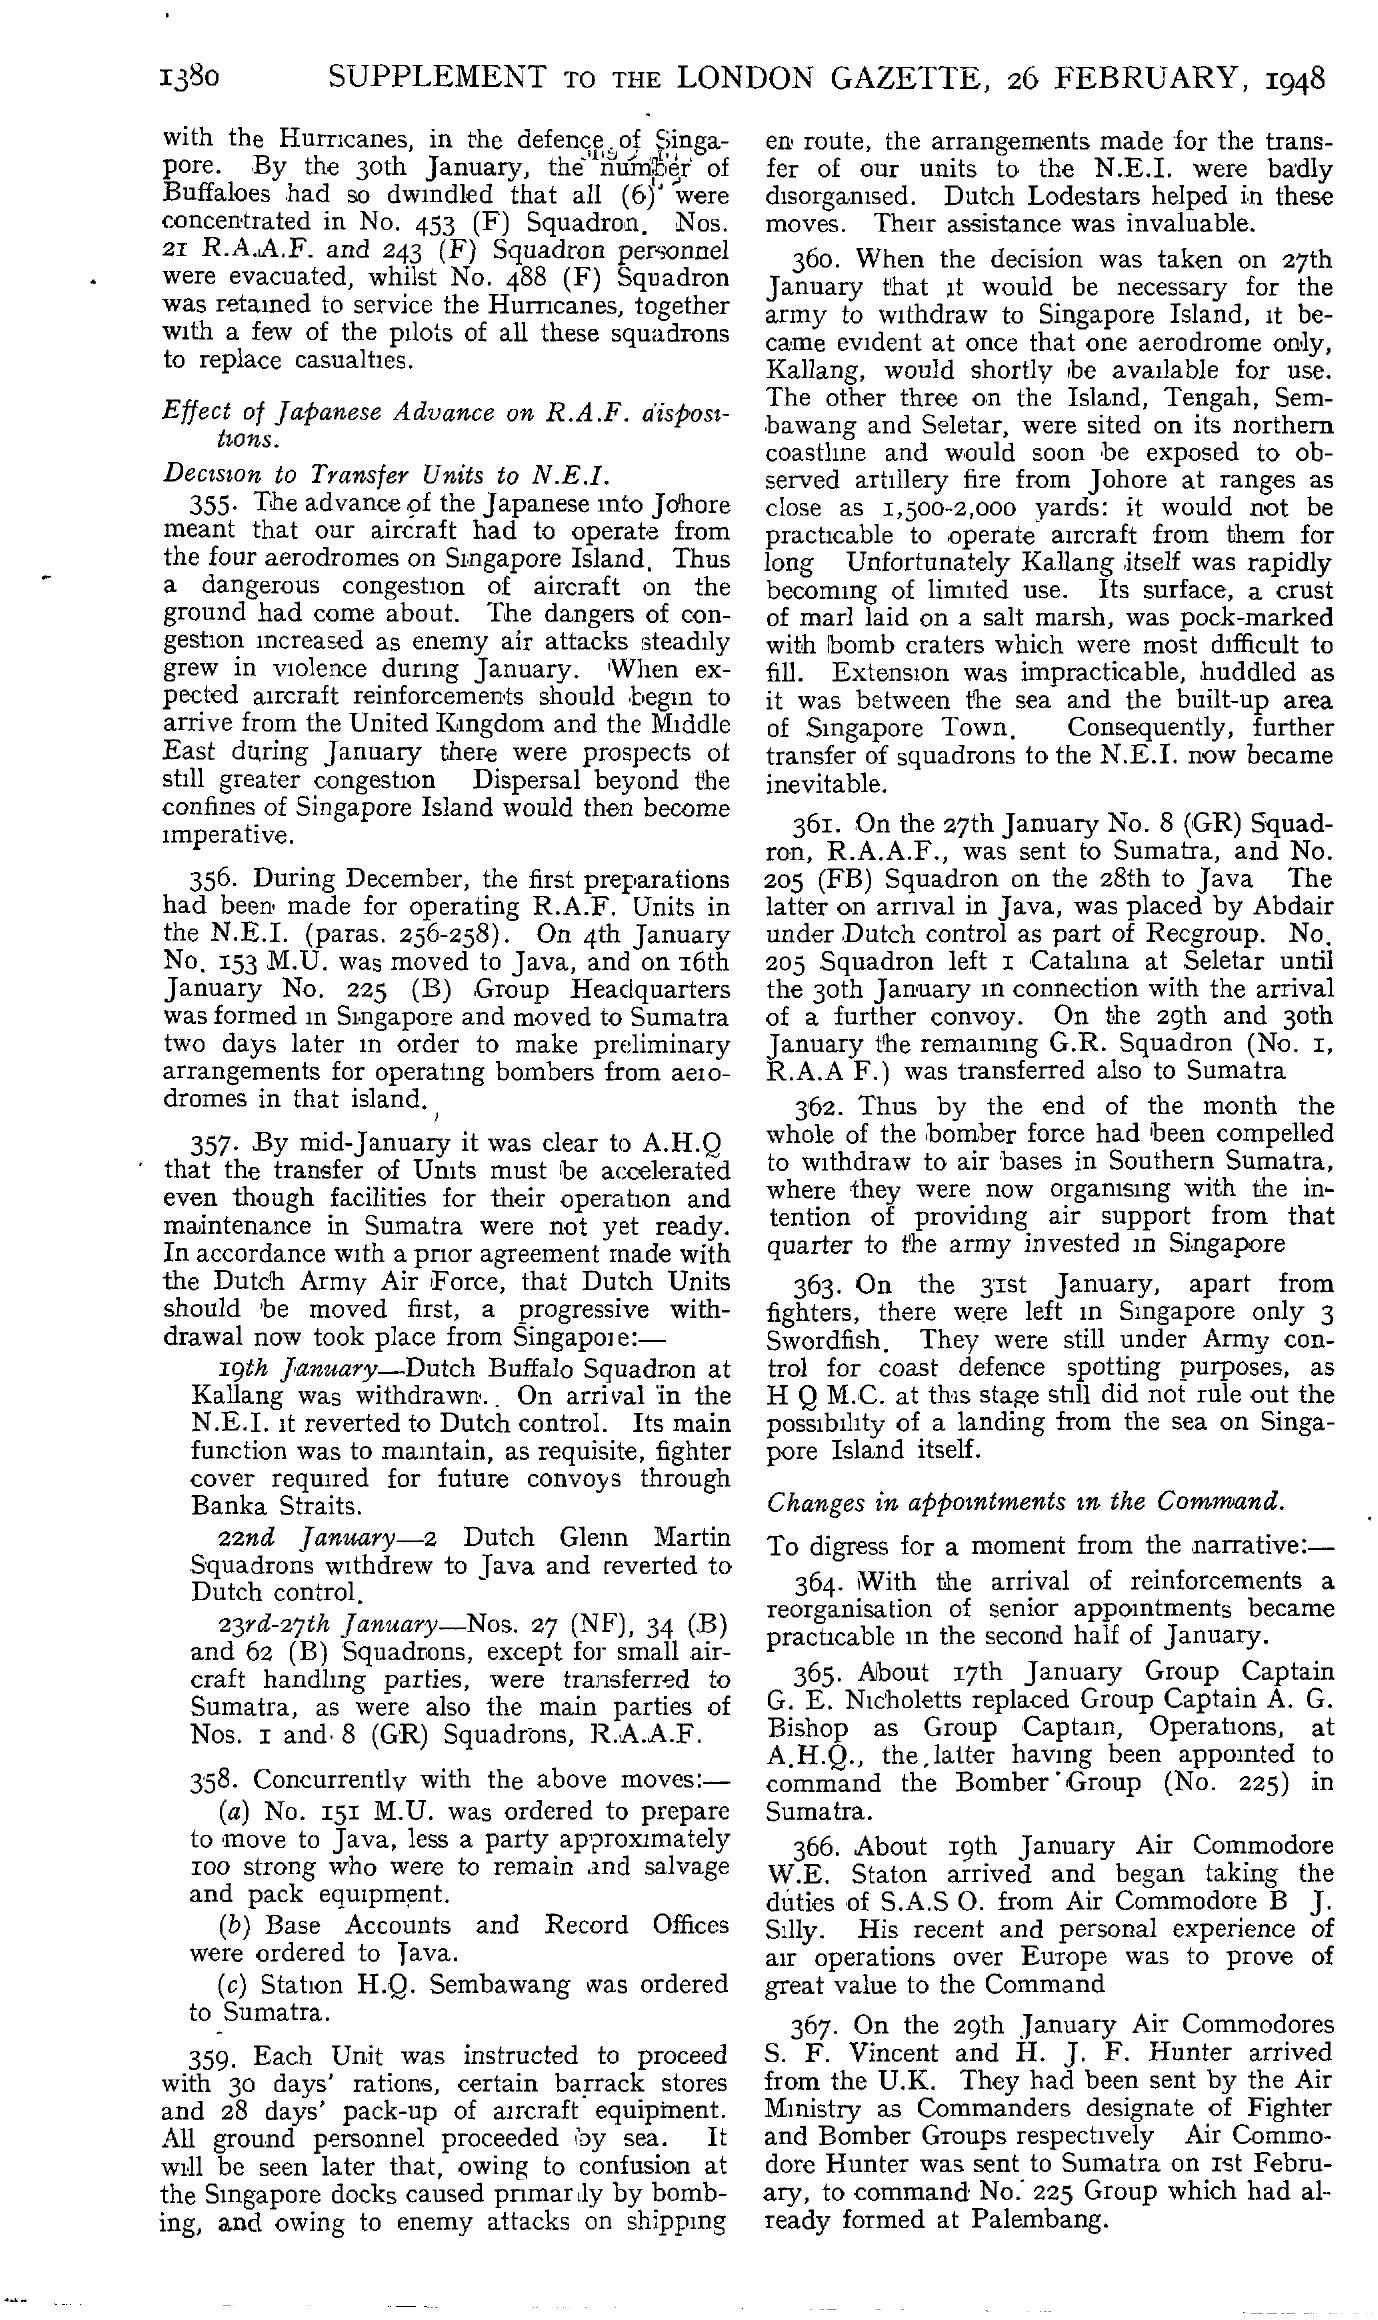 1380 SUPPLEMENT TO THE LONDON GAZETTE, 26 FEBRUARY, 1948
with the Hurricanes, in the defence of Singa-
pore. By the 30th January, the number of
Buffaloes had so dwindled that all (6) were
concentrated in No. 453 (F) Squadron. Nos.
21 R.A.A.F. and 243 (F) Squadron personnel
were evacuated, whilst No. 488 (F) Squadron
was retained to service the Hurricanes, together
with a few of the pilots of all these squadrons
to replace casualties.
Effect of Japanese Advance on R.A.F. disposi-
tions.
Decision to Transfer Units to N.E.I.
355. The advance of the Japanese into Johore
meant that our aircraft had to operate from
the four aerodromes on Singapore Island. Thus
a dangerous congestion of aircraft on the
ground had come about. The dangers of con-
gestion increased as enemy air attacks steadily
grew in violence during January. When ex-
pected aircraft reinforcements should begin to
arrive from the United Kingdom and the Middle
East during January there were prospects of
still greater congestion Dispersal beyond the
confines of Singapore Island would then become
imperative.
356. During December, the first preparations
had been made for operating R.A.F. Units in
the N.E.I. (paras. 256-258). On 4th January
No. 153 M.U. was moved to Java, and on 16th
January No. 225 (B) Group Headquarters
was formed in Singapore and moved to Sumatra
two days later in order to make preliminary
arrangements for operating bombers from aero-
dromes in that island.
357. By mid-January it was clear to A.H.Q
that the transfer of Units must be accelerated
even though facilities for their operation and
maintenance in Sumatra were not yet ready.
In accordance with a prior agreement made with
the Dutch Army Air Force, that Dutch Units
should be moved first, a progressive with-
drawal now took place from Singapore:—
19th January—Dutch Buffalo Squadron at
Kallang was withdrawn. On arrival in the
N.E.I. it reverted to Dutch control. Its main
function was to maintain, as requisite, fighter
cover required for future convoys through
Banka Straits.
22nd January—2 Dutch Glenn Martin
Squadrons withdrew to Java and reverted to
Dutch control.
23rd-27th January—Nos. 27 (NF), 34 (B)
and 62 (B) Squadrons, except for small air-
craft handling parties, were transferred to
Sumatra, as were also the main parties of
Nos. 1 and 8 (GR) Squadrons, R.A.A.F.
358. Concurrently with the above moves:—
(a) No. 151 M.U. was ordered to prepare
to move to Java, less a party approximately
100 strong who were to remain and salvage
and pack equipment.
(b) Base Accounts and Record Offices
were ordered to Java.
(c) Station H.Q. Sembawang was ordered
to Sumatra.
359. Each Unit was instructed to proceed
with 30 days' rations, certain barrack stores
and 28 days' pack-up of aircraft equipment.
All ground personnel proceeded by sea. It
will be seen later that, owing to confusion at
the Singapore docks caused primarily by bomb-
ing, and owing to enemy attacks on shipping
en route, the arrangements made for the trans-
fer of our units to the N.E.I. were badly
disorganised. Dutch Lodestars helped in these
moves. Their assistance was invaluable.
360. When the decision was taken on 27th
January that it would be necessary for the
army to withdraw to Singapore Island, it be-
came evident at once that one aerodrome only,
Kallang, would shortly be available for use.
The other three on the Island, Tengah, Sem-
bawang and Seletar, were sited on its northern
coastline and would soon be exposed to ob-
served artillery fire from Johore at ranges as
close as 1,500-2,000 yards: it would not be
practicable to operate aircraft from them for
long Unfortunately Kallang itself was rapidly
becoming of limited use. Its surface, a crust
of marl laid on a salt marsh, was pock-marked
with bomb craters which were most difficult to
fill. Extension was impracticable, huddled as
it was between the sea and the built-up area
of Singapore Town. Consequently, further
transfer of squadrons to the N.E.I. now became
inevitable.
361. On the 27th January No. 8 (GR) Squad-
ron, R.A.A.F., was sent to Sumatra, and No.
205 (FB) Squadron on the 28th to Java The
latter on arrival in Java, was placed by Abdair
under Dutch control as part of Recgroup. No.
205 Squadron left 1 Catalina at Seletar until
the 30th January in connection with the arrival
of a further convoy. On the 29th and 30th
January the remaining G.R. Squadron (No. 1,
R.A.A F.) was transferred also to Sumatra
362. Thus by the end of the month the
whole of the bomber force had been compelled
to withdraw to air bases in Southern Sumatra,
where they were now organising with the in-
tention of providing air support from that
quarter to the army invested in Singapore
363. On the 31st January, apart from
fighters, there were left in Singapore only 3
Swordfish. They were still under Army con-
trol for coast defence spotting purposes, as
H Q M.C. at this stage still did not rule out the
possibility of a landing from the sea on Singa-
pore Island itself.
Changes in appointments in the Command.
To digress for a moment from the narrative:—
364. With the arrival of reinforcements a
reorganisation of senior appointments became
practicable in the second half of January.
365. About 17th January Group Captain
G. E. Nicholetts replaced Group Captain A. G.
Bishop as Group Captain, Operations, at
A.H.Q., the latter having been appointed to
command the Bomber Group (No. 225) in
Sumatra.
366. About 19th January Air Commodore
W.E. Staton arrived and began taking the
duties of S.A.S O. from Air Commodore B J.
Silly. His recent and personal experience of
air operations over Europe was to prove of
great value to the Command
367. On the 29th January Air Commodores
S. F. Vincent and H. J. F. Hunter arrived
from the U.K. They had been sent by the Air
Ministry as Commanders designate of Fighter
and Bomber Groups respectively Air Commo-
dore Hunter was sent to Sumatra on 1st Febru-
ary, to command No. 225 Group which had al-
ready formed at Palembang.